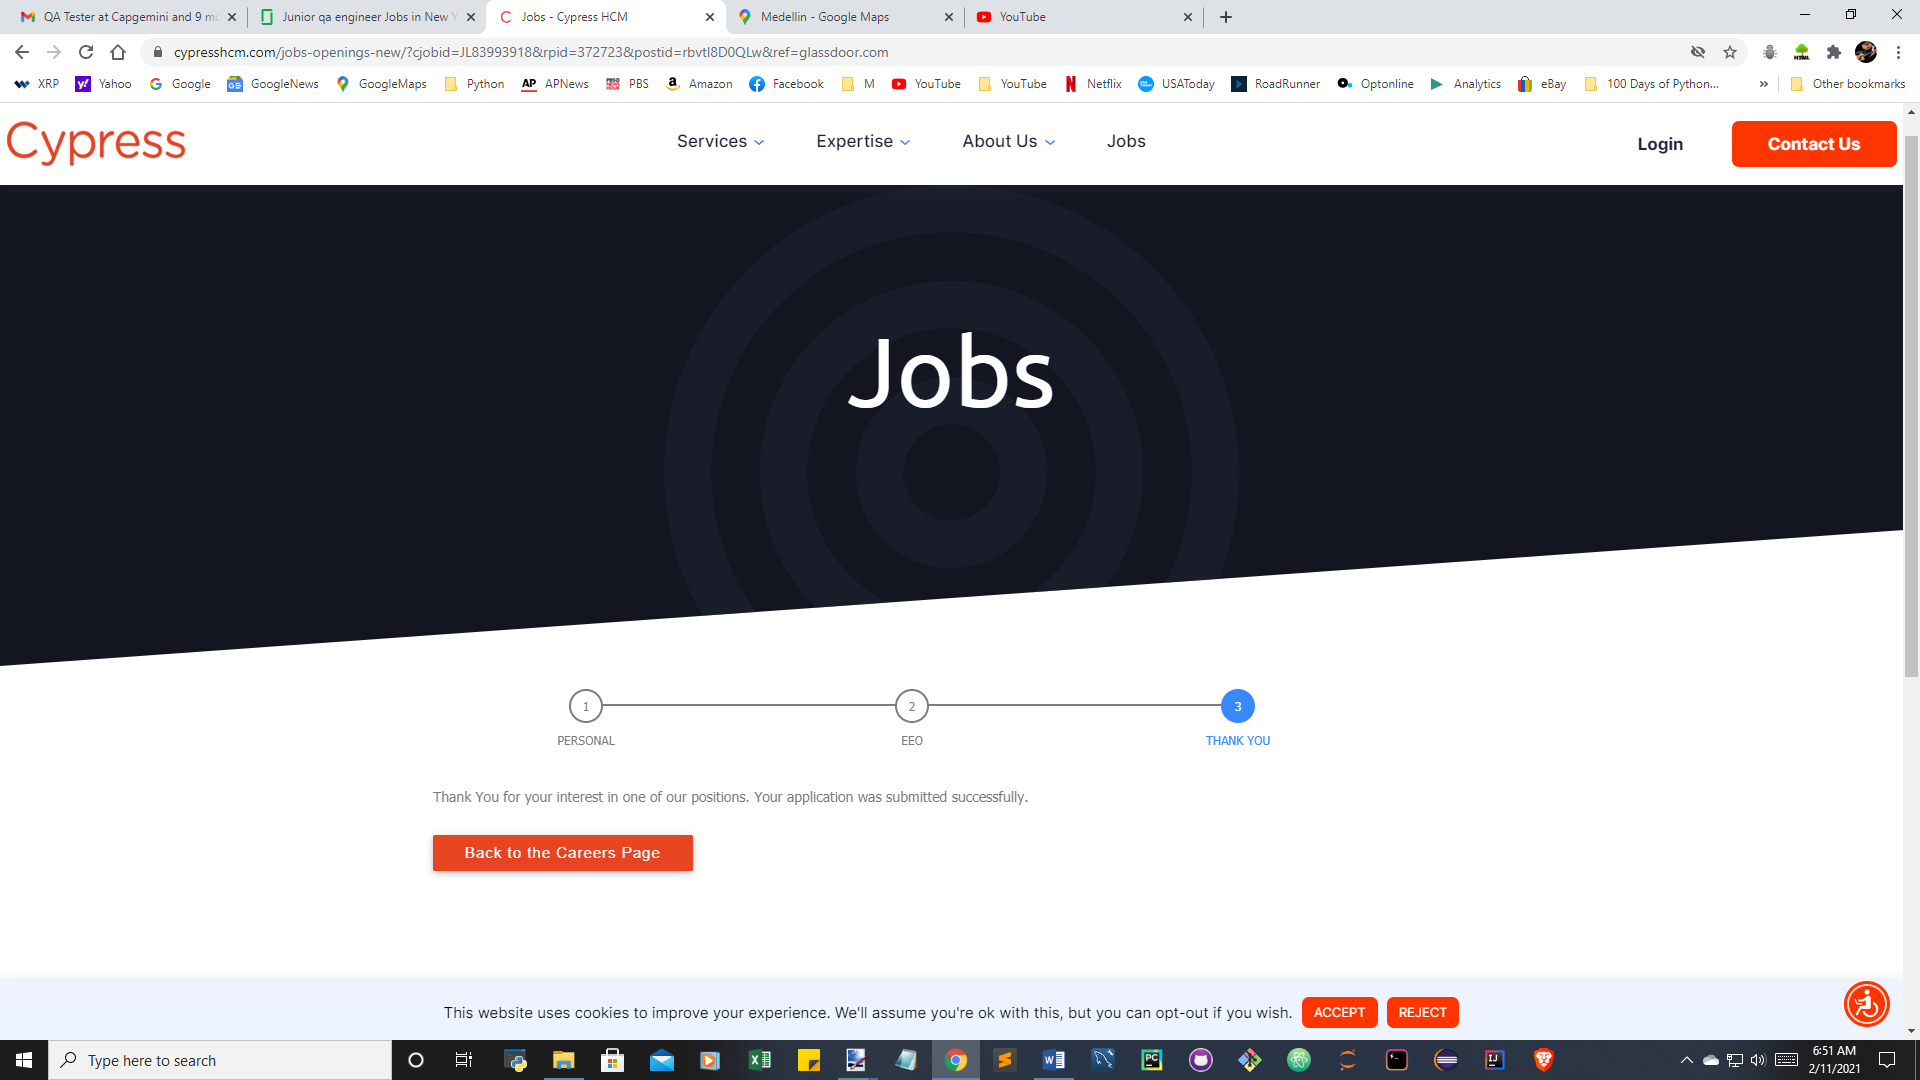 QA Tester at Capgemini and 9 mo
Junior qa engineer Jobs in New Y
Jobs - Cypress HCM
Medellin - Google Maps
YouTube
cypresshcm.com/jobs-openings-new/?cjobid=JL83993918&rpid=372723&postid=rbvtl8D0QLw&ref=glassdoor.com
XRP Yahoo Google GoogleNews GoogleMaps Python APNews PBS Amazon Facebook M YouTube YouTube Netflix USAToday RoadRunner Optonline Analytics eBay 100 Days of Python... » Other bookmarks
Cypress
Services Expertise About Us Jobs
Login
Contact Us
Jobs
1 2 3
PERSONAL EEO THANK YOU
Thank You for your interest in one of our positions. Your application was submitted successfully.
Back to the Careers Page
This website uses cookies to improve your experience. We'll assume you're ok with this, but you can opt-out if you wish. ACCEPT REJECT
Type here to search
6:51 AM
2/11/2021